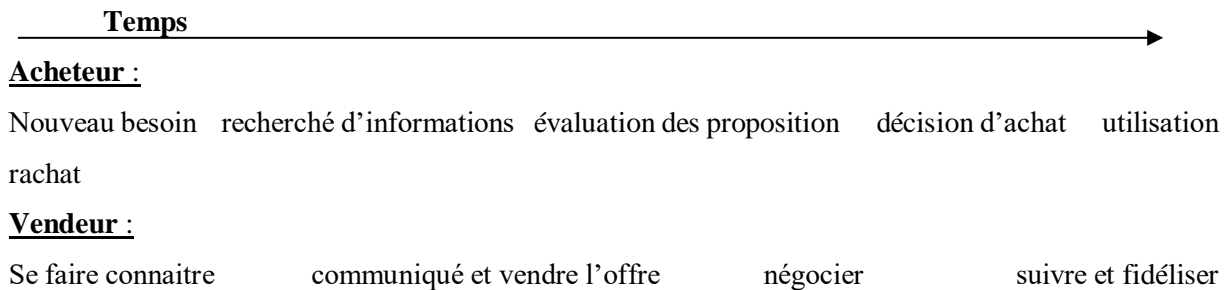 Temps
Acheteur :
Nouveau besoin recherché d’informations évaluation des proposition décision d’achat utilisation
rachat
Vendeur :
Se faire connaitre communiqué et vendre l’offre négocier suivre et fidéliser